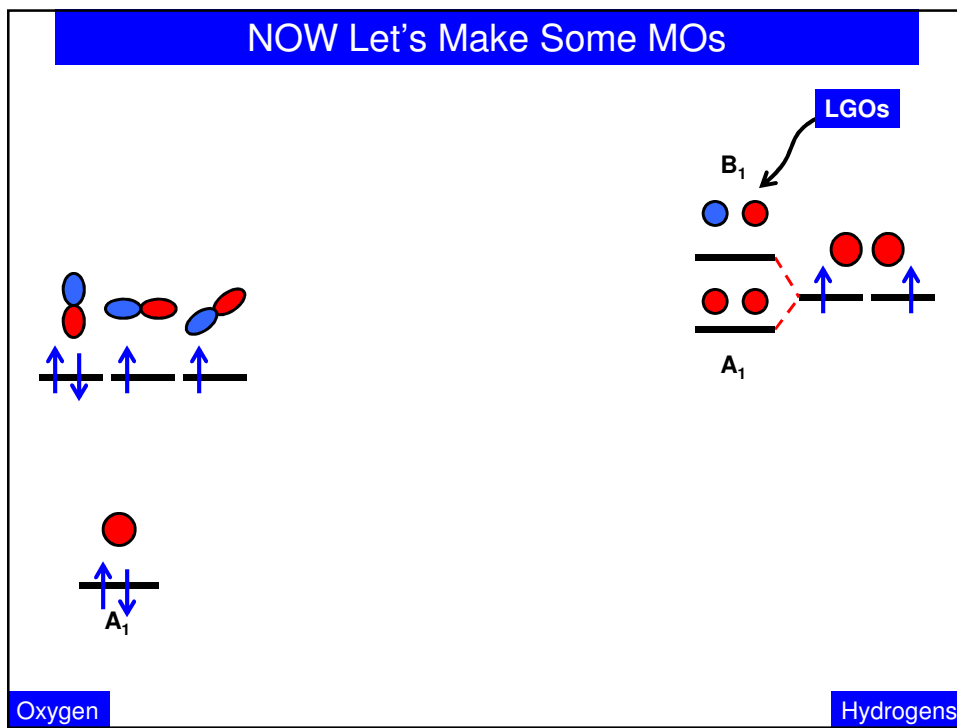 NOW Let's Make Some MOs
LGOs
B₁
A₁
A₁
Oxygen
Hydrogens